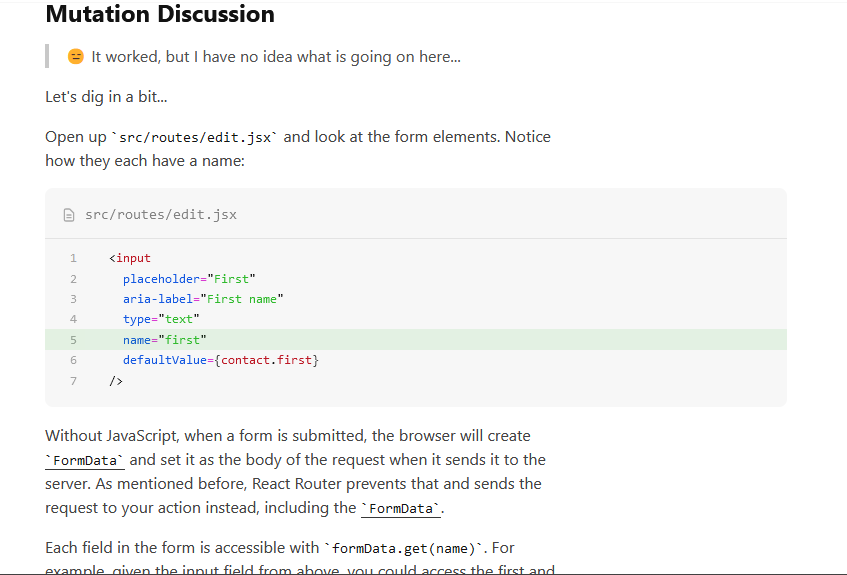 Mutation Discussion
😑 It worked, but I have no idea what is going on here...
Let's dig in a bit...
Open up `src/routes/edit.jsx` and look at the form elements. Notice
how they each have a name:
src/routes/edit.jsx
1 <input
2 placeholder="First"
3 aria-label="First name"
4 type="text"
5 name="first"
6 defaultValue={contact.first}
7 />
Without JavaScript, when a form is submitted, the browser will create
`FormData` and set it as the body of the request when it sends it to the
server. As mentioned before, React Router prevents that and sends the
request to your action instead, including the `FormData`.
Each field in the form is accessible with `formData.get(name)`. For
example, given the input field from above, you could access the first and